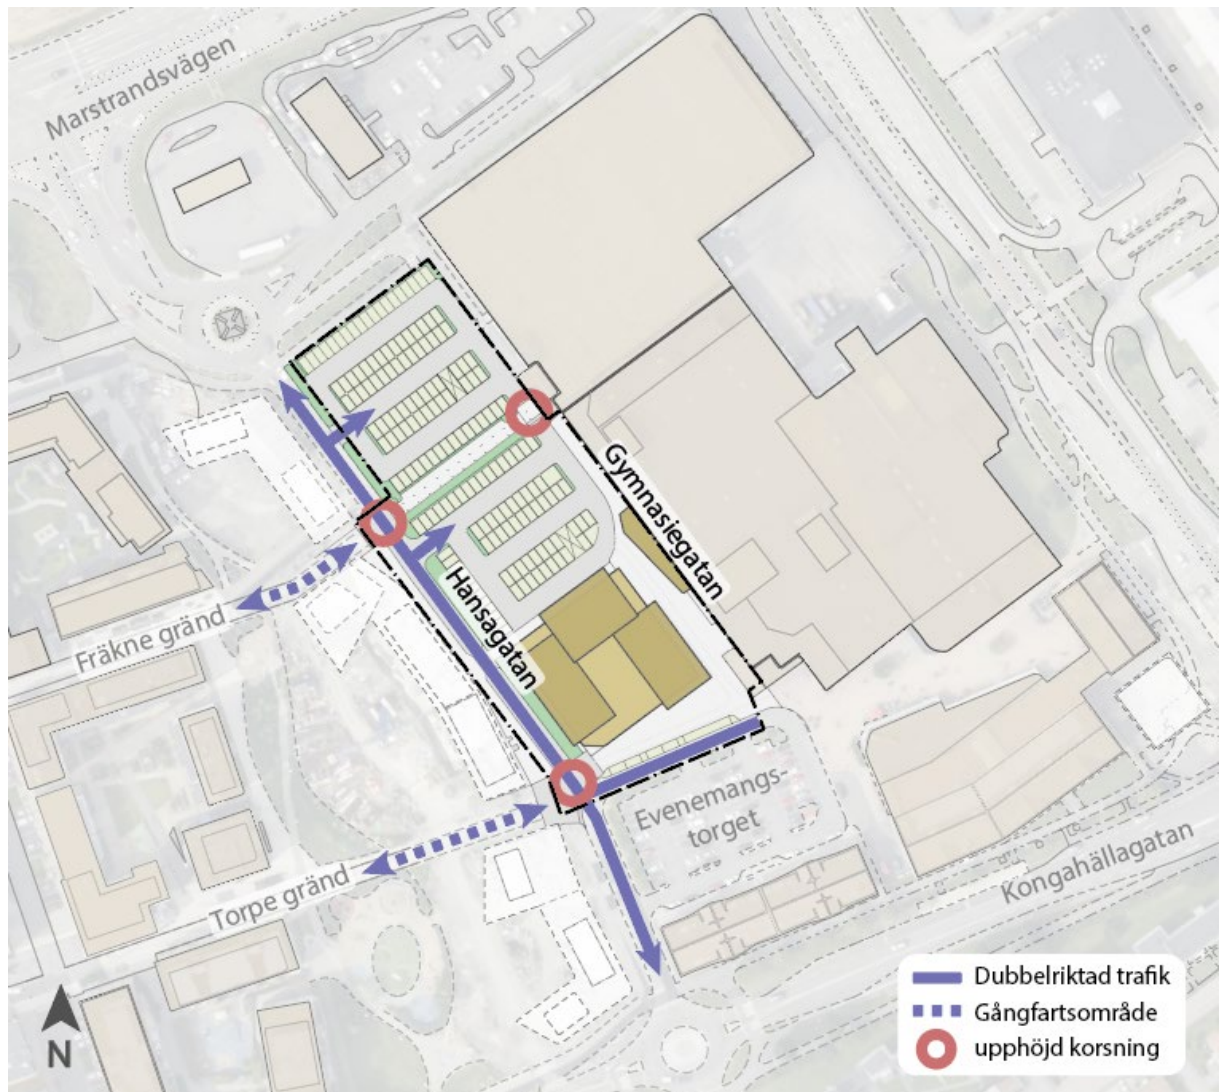 Marstrandsvägen
Gymnasiegatan
Hansagatan
Fräkne gränd
Evenemangs-
torget
Torpe gränd
Kongahällagatan
Dubbelriktad trafik
Gångfartsområde
upphöjd korsning
N